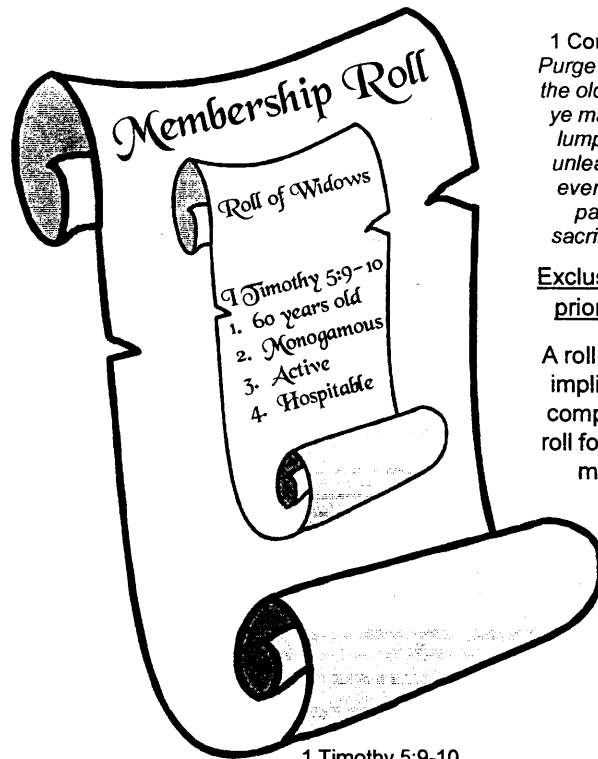 Membership Roll
Roll of Widows
I Timothy 5:9-10
1. 60 years old
2. Monogamous
3. Active
4. Hospitable
1 Cor
Purge
the old
ye ma
lump
unlea
ever
pa
sacri
Exclus
prior
A roll
impli
comp
roll fo
m
1 Timothy 5:9-10